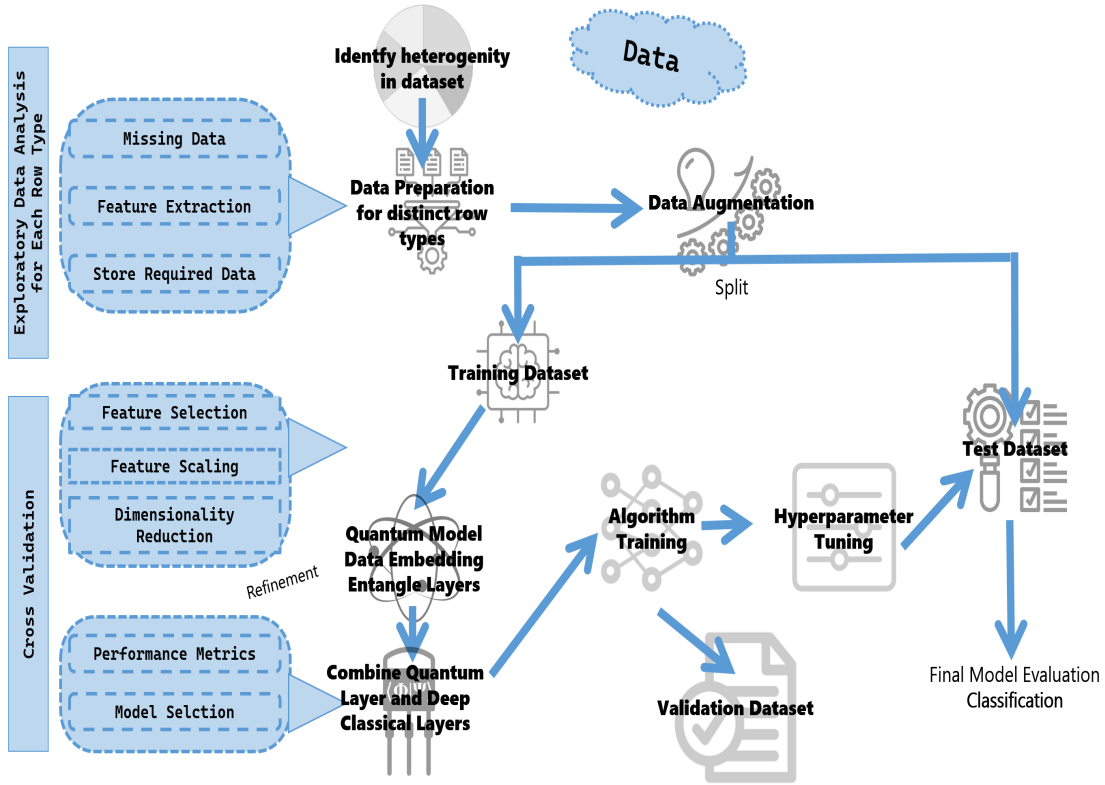 Identfy heterogenity
in dataset
Data
Exploratory Data Analysis
for Each Row Type
Missing Data
Feature Extraction
Store Required Data
Data Preparation
for distinct row
types
Data Augmentation
Split
Training Dataset
Test Dataset
Cross Validation
Feature Selection
Feature Scaling
Dimensionality
Reduction
Quantum Model
Data Embedding
Entangle Layers
Refinement
Algorithm
Training
Hyperparameter
Tuning
Performance Metrics
Model Selction
Combine Quantum
Layer and Deep
Classical Layers
Validation Dataset
Final Model Evaluation
Classification